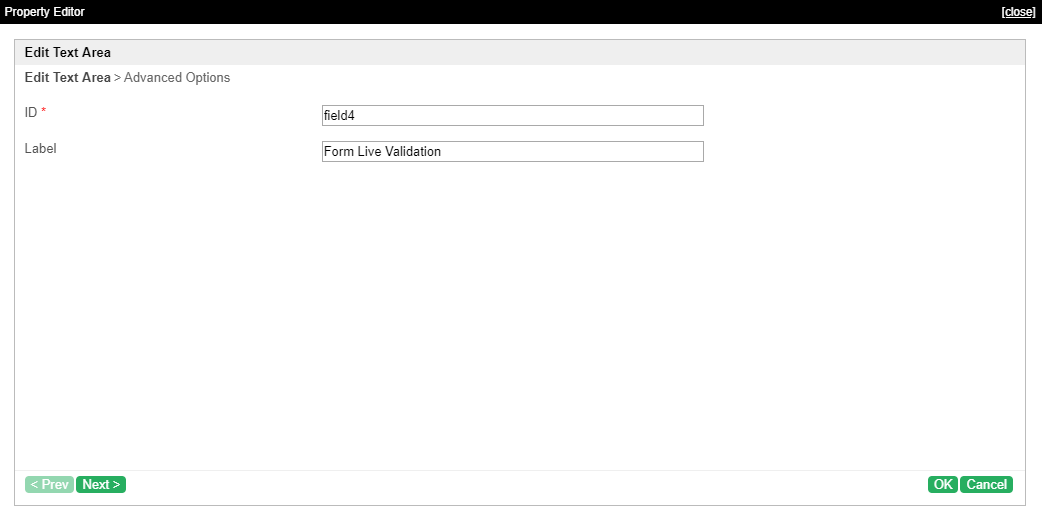 Property Editor [close]
Edit Text Area
Edit Text Area > Advanced Options
ID * field4
Label Form Live Validation
< Prev Next > OK Cancel